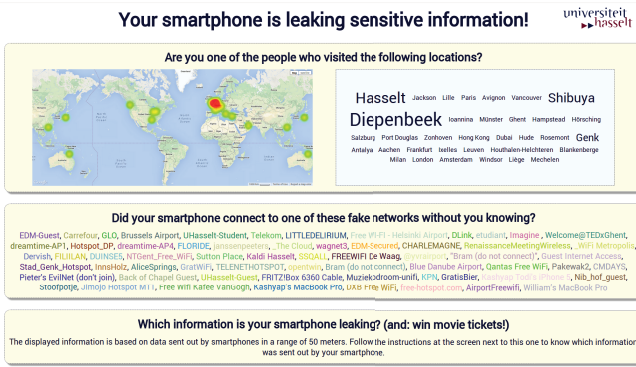 Your smartphone is leaking sensitive information!
universiteit
hasselt
Are you one of the people who visited the following locations?
Hasselt Jackson Lille Paris Avignon Vancouver Shibuya
Diepenbeek Ioannina Münster Ghent Hampstead Hörsching
Salzburg Port Douglas Zonhoven Hong Kong Dubai Hude Rosemont Genk
Antalya Aachen Frankfurt Ixelles Leuven Houthalen-Helchteren Blankenberge
Milan London Amsterdam Windsor Liège Mechelen
Did your smartphone connect to one of these fake networks without you knowing?
EDM-Guest, Carrefour, GLO, Brussels Airport, UHasselt-Student, Telekom, LITTLEDELIRIUM, Free WI-FI - Helsinki Airport, DLink, etudiant, Imagine , Welcome@TEDxGhent,
dreamtime-AP1, Hotspot_DP, dreamtime-AP4, FLORIDE, janssenpeeters, _The Cloud, wagnet3, EDM-Secured, CHARLEMAGNE, RenaissanceMeetingWireless, _WiFi Metropolis,
Dervish, FILIILAN, DUINSE5, NTGent_Free_WiFi, Sutton Place, Kaldi Hasselt, SSQALL, FREEWIFI De Waag, @yvrairport, "Bram (do not connect)", Guest Internet Access,
Stad_Genk_Hotspot, InnsHolz, AliceSprings, GratWiFi, TELENETHOTSPOT, opentwin, Bram (do not connect), Blue Danube Airport, Qantas Free WiFi, Pakewak2, CMDAYS,
Pieter's EvilNet (don't join), Back of Chapel Guest, UHasselt-Guest, FRITZ!Box 6360 Cable, Muziekodroom-unifi, KPN, GratisBier, Kashyap Todi's iPhone 5, Nib_hof_guest,
Stoofpotje, Jimojo Hotspot MT1, Free wifi Kafee VanGogh, Kashyap's MacBook Pro, DXB Free WiFi, free-hotspot.com, AirportFreewifi, William's MacBook Pro
Which information is your smartphone leaking? (and: win movie tickets!)
The displayed information is based on data sent out by smartphones in a range of 50 meters. Follow the instructions at the screen next to this one to know which information
was sent out by your smartphone.